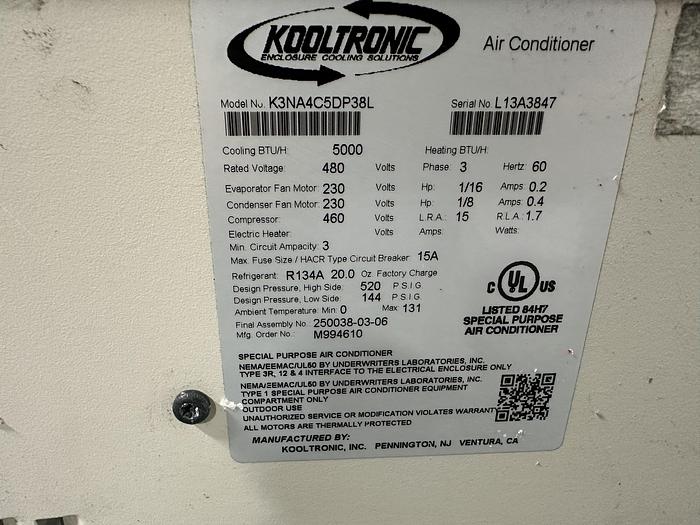 KOOLTRONIC
ENCLOSURE COOLING SOLUTIONS
Air Conditioner
Model No. K3NA4C5DP38L Serial No. L13A3847
Cooling BTU/H: 5000 Heating BTU/H:
Rated Voltage: 480 Volts Phase: 3 Hertz: 60
Evaporator Fan Motor: 230 Volts Hp: 1/16 Amps: 0.2
Condenser Fan Motor: 230 Volts Hp: 1/8 Amps: 0.4
Compressor: 460 Volts L.R.A.: 15 R.L.A.: 1.7
Electric Heater: Volts Amps: Watts:
Min. Circuit Ampacity: 3
Max. Fuse Size / HACR Type Circuit Breaker: 15A
Refrigerant: R134A 20.0 Oz. Factory Charge
Design Pressure, High Side: 520 P.S.I.G.
Design Pressure, Low Side: 144 P.S.I.G.
Ambient Temperature: Min: 0 Max: 131
Final Assembly No.: 250038-03-06
Mfg. Order No.: M994610
C UL US
LISTED 84H7
SPECIAL PURPOSE
AIR CONDITIONER
SPECIAL PURPOSE AIR CONDITIONER
NEMA/EEMAC/UL50 BY UNDERWRITERS LABORATORIES, INC.
TYPE 3R, 12 & 4 INTERFACE TO THE ELECTRICAL ENCLOSURE ONLY
NEMA/EEMAC/UL50 BY UNDERWRITERS LABORATORIES, INC.
TYPE 1 SPECIAL PURPOSE AIR CONDITIONER EQUIPMENT
COMPARTMENT ONLY
OUTDOOR USE
UNAUTHORIZED SERVICE OR MODIFICATION VIOLATES WARRANTY
ALL MOTORS ARE THERMALLY PROTECTED
MANUFACTURED BY:
KOOLTRONIC, INC. PENNINGTON, NJ VENTURA, CA